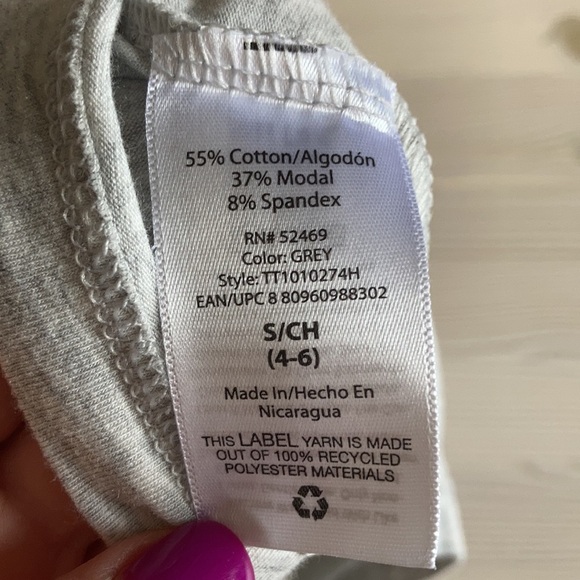 55% Cotton/Algodón
37% Modal
8% Spandex
RN# 52469
Color: GREY
Style: TT1010274H
EAN/UPC 8 80960988302
S/CH
(4-6)
Made In/Hecho En
Nicaragua
THIS LABEL YARN IS MADE
OUT OF 100% RECYCLED
POLYESTER MATERIALS